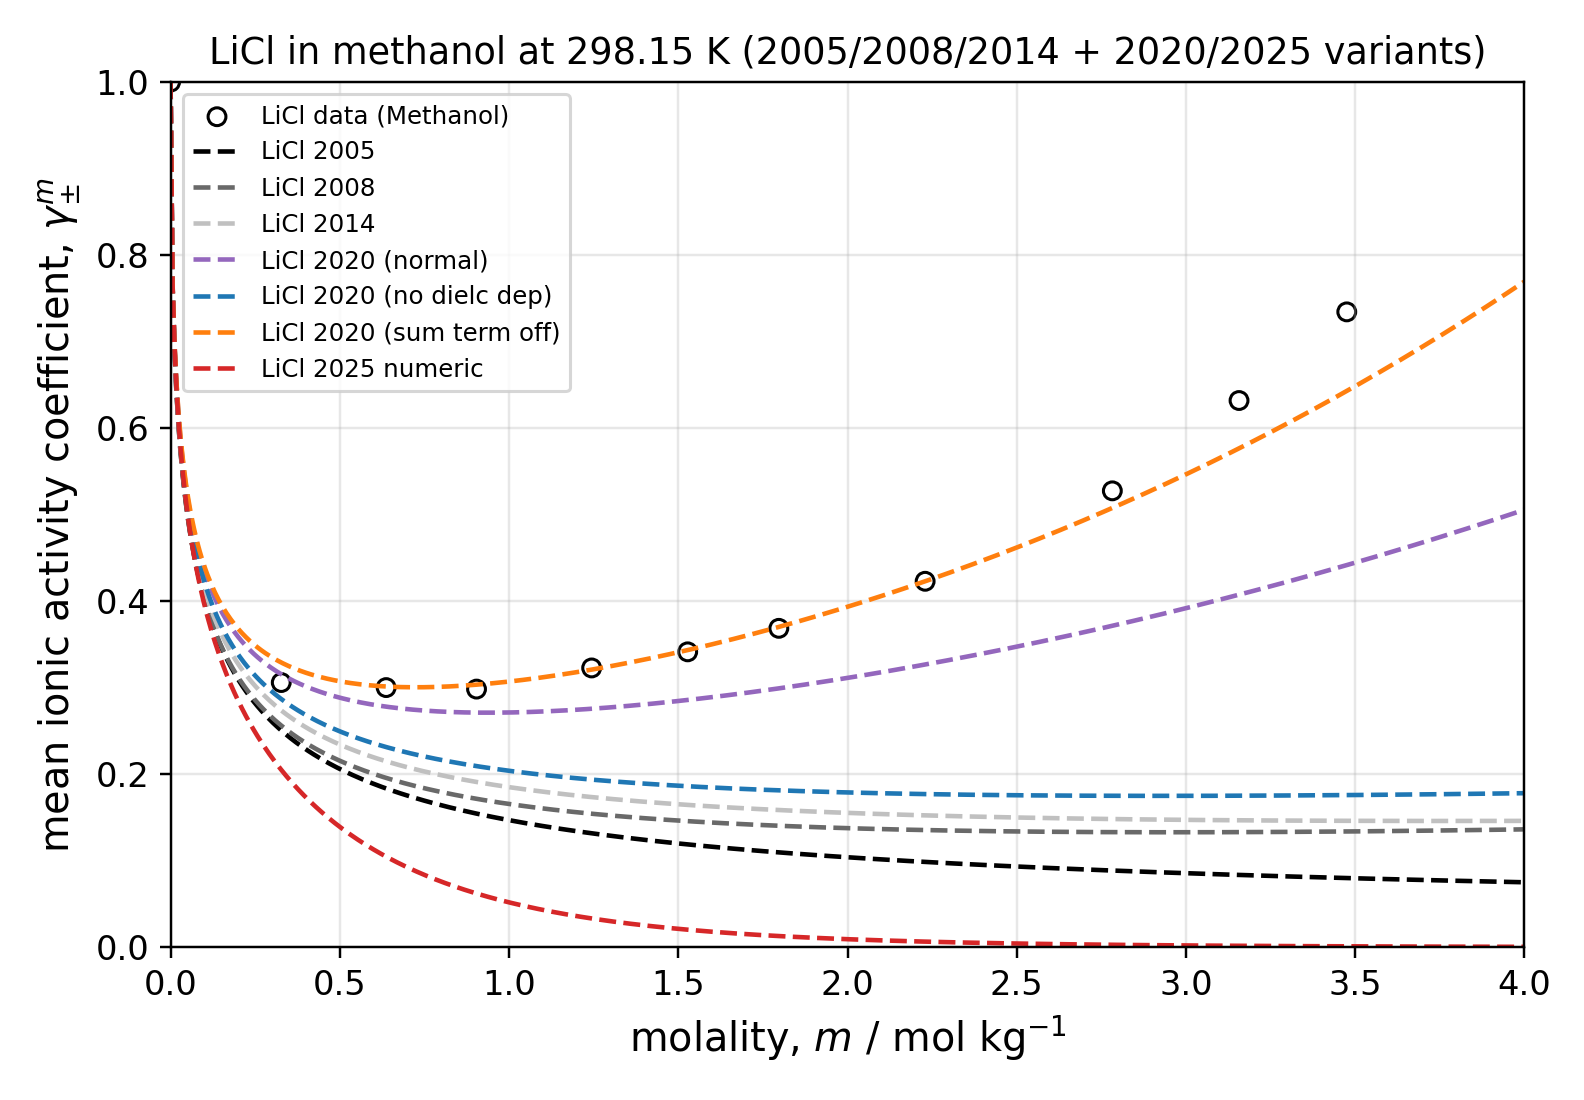 LiCl in methanol at 298.15 K (2005/2008/2014 + 2020/2025 variants)
mean ionic activity coefficient, γ±^m
1.0
0.8
0.6
0.4
0.2
0.0
LiCl data (Methanol)
LiCl 2005
LiCl 2008
LiCl 2014
LiCl 2020 (normal)
LiCl 2020 (no dielc dep)
LiCl 2020 (sum term off)
LiCl 2025 numeric
0.0 0.5 1.0 1.5 2.0 2.5 3.0 3.5 4.0
molality, m / mol kg⁻¹